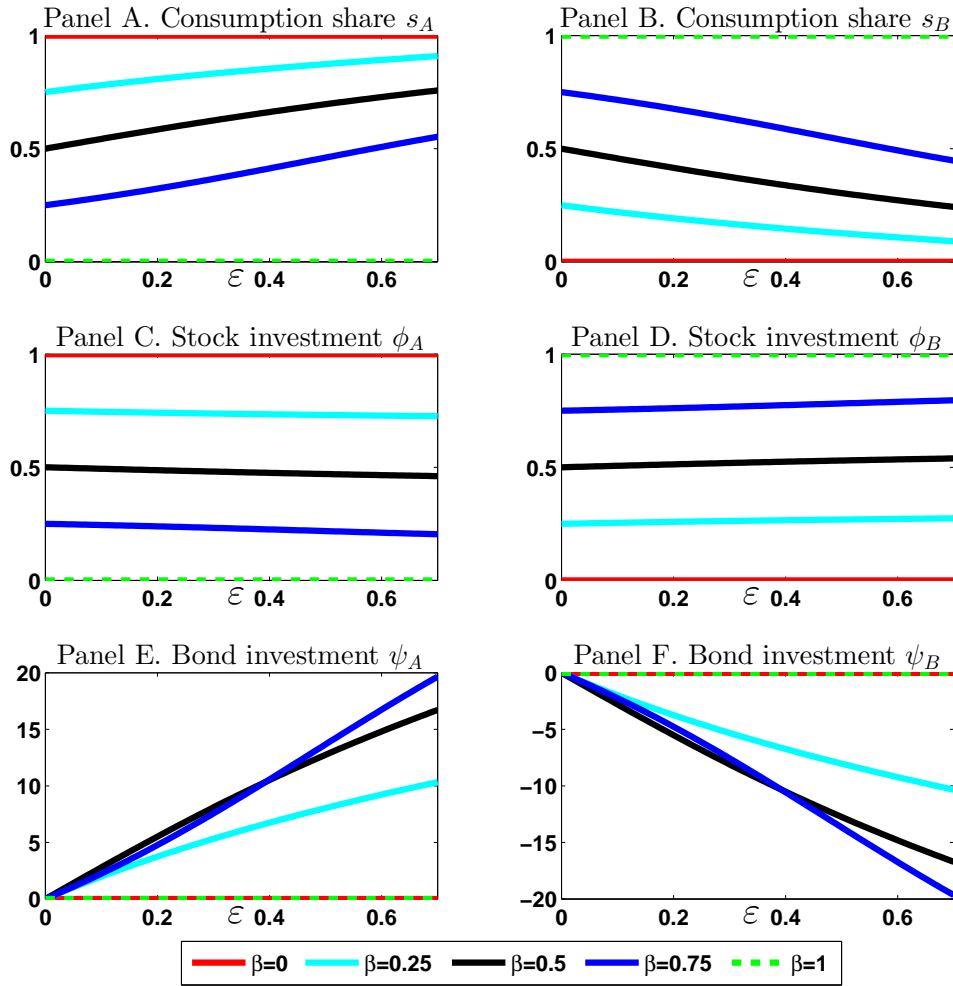 Panel A. Consumption share s_A
1
0.5
0
0 0.2 ε 0.4 0.6
Panel B. Consumption share s_B
1
0.5
0
0 0.2 ε 0.4 0.6
Panel C. Stock investment ϕ_A
1
0.5
0
0 0.2 ε 0.4 0.6
Panel D. Stock investment ϕ_B
1
0.5
0
0 0.2 ε 0.4 0.6
Panel E. Bond investment ψ_A
20
15
10
5
0
0 0.2 ε 0.4 0.6
Panel F. Bond investment ψ_B
0
−5
−10
−15
−20
0 0.2 ε 0.4 0.6
β=0 β=0.25 β=0.5 β=0.75 β=1